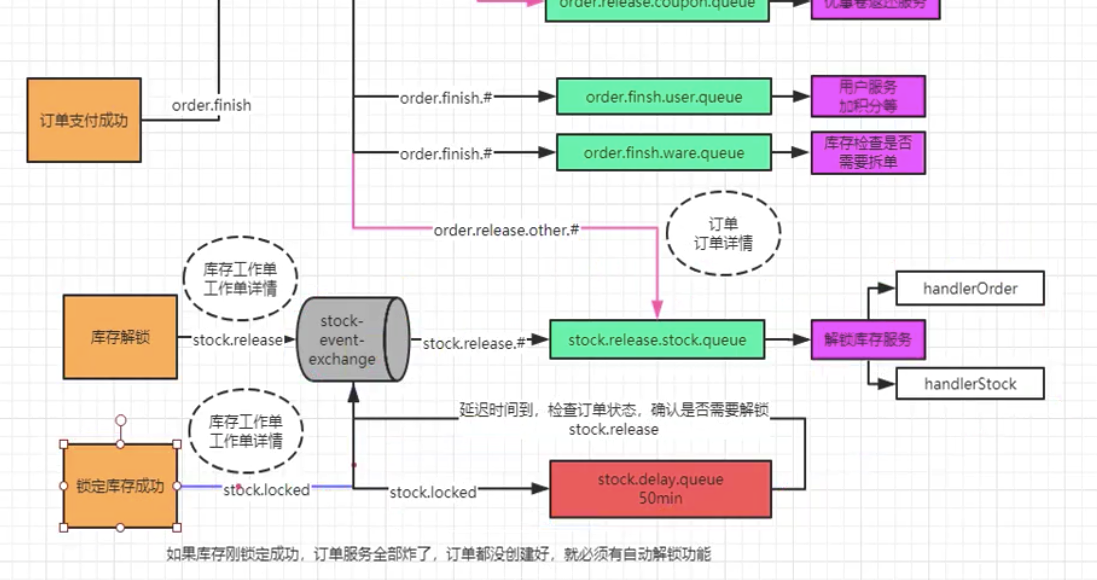 order.release.coupon.queue
order.finish
订单支付成功
order.finish.#
order.finsh.user.queue
用户服务
加积分等
order.finish.#
order.finsh.ware.queue
库存检查是否
需要拆单
order.release.other.#
订单
订单详情
库存工作单
工作单详情
库存解锁
stock.release
stock-
event-
exchange
stock.release.#
stock.release.stock.queue
解锁库存服务
handlerOrder
handlerStock
库存工作单
工作单详情
延迟时间到，检查订单状态，确认是否需要解锁
stock.release
锁定库存成功
stock.locked
stock.locked
stock.delay.queue
50min
如果库存刚锁定成功，订单服务全部炸了，订单都没创建好，就必须有自动解锁功能